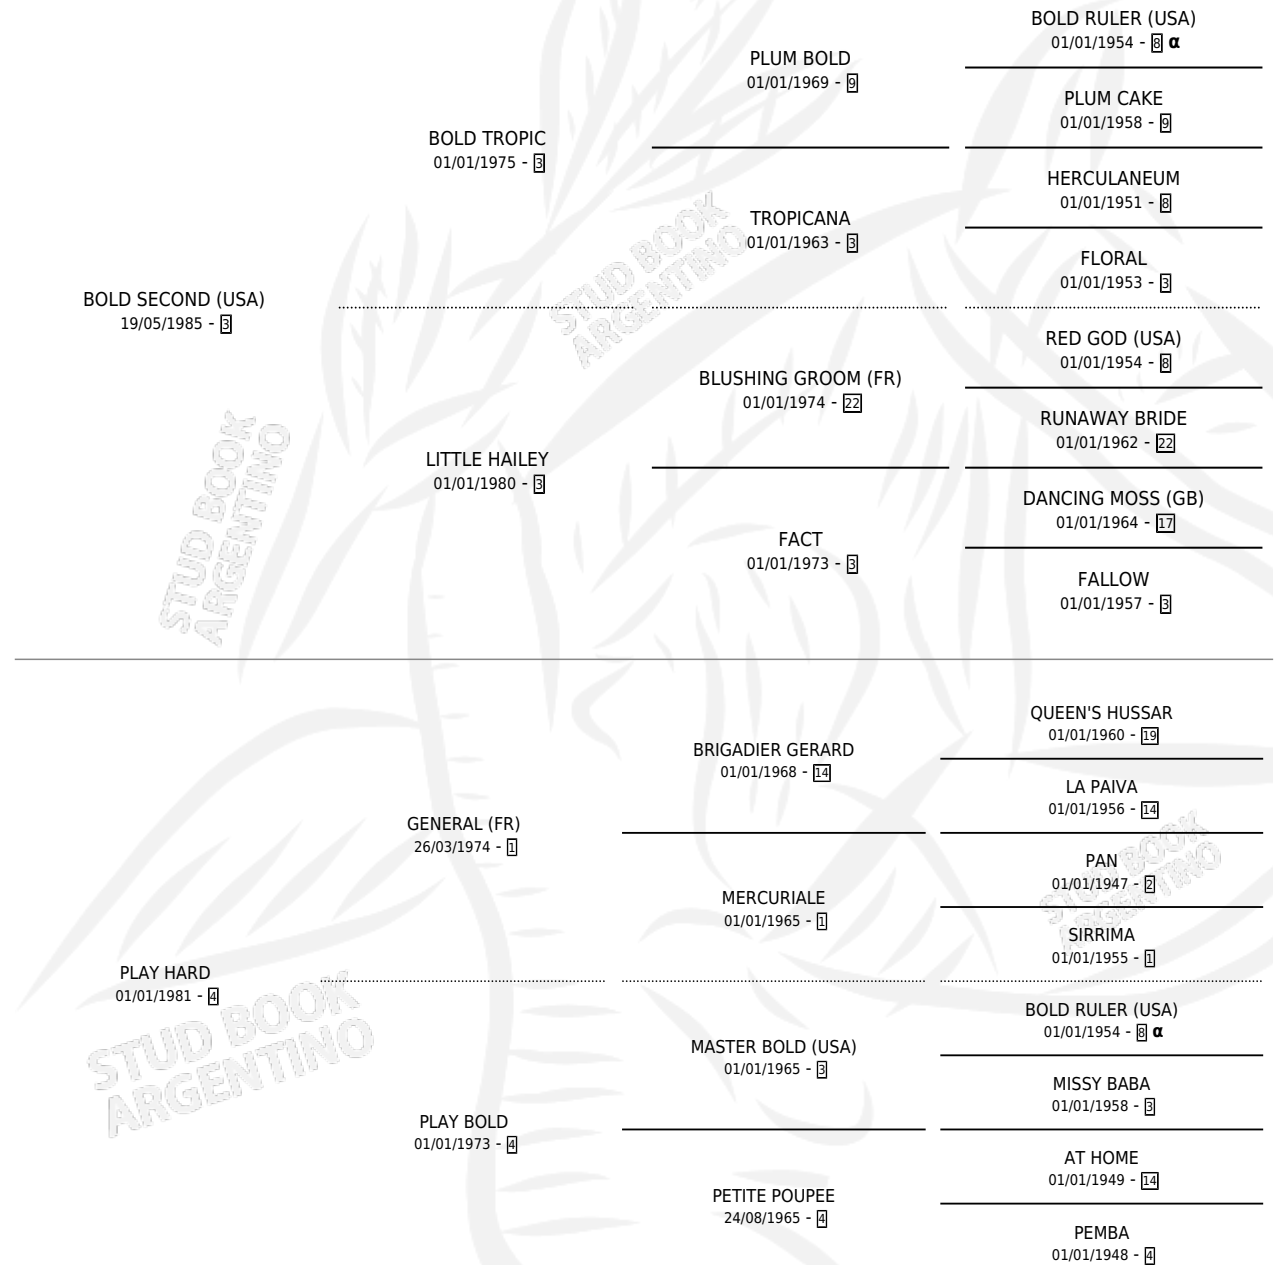 BOLD RULER (USA)
01/01/1954 - 8 α
PLUM BOLD
01/01/1969 - 9
PLUM CAKE
01/01/1958 - 9
BOLD TROPIC
01/01/1975 - 3
HERCULANEUM
01/01/1951 - 8
TROPICANA
01/01/1963 - 3
FLORAL
01/01/1953 - 3
BOLD SECOND (USA)
19/05/1985 - 3
RED GOD (USA)
01/01/1954 - 8
BLUSHING GROOM (FR)
01/01/1974 - 22
RUNAWAY BRIDE
01/01/1962 - 22
LITTLE HAILEY
01/01/1980 - 3
DANCING MOSS (GB)
01/01/1964 - 17
FACT
01/01/1973 - 3
FALLOW
01/01/1957 - 3
QUEEN'S HUSSAR
01/01/1960 - 19
BRIGADIER GERARD
01/01/1968 - 14
LA PAIVA
01/01/1956 - 14
GENERAL (FR)
26/03/1974 - 1
PAN
01/01/1947 - 2
MERCURIALE
01/01/1965 - 1
SIRRIMA
01/01/1955 - 1
PLAY HARD
01/01/1981 - 4
BOLD RULER (USA)
01/01/1954 - 8 α
MASTER BOLD (USA)
01/01/1965 - 3
MISSY BABA
01/01/1958 - 3
PLAY BOLD
01/01/1973 - 4
AT HOME
01/01/1949 - 14
PETITE POUPEE
24/08/1965 - 4
PEMBA
01/01/1948 - 4
STUD BOOK
ARGENTINO
STUD BOOK
ARGENTINO
STUD BOOK
ARGENTINO
STUD BOOK
ARGENTINO